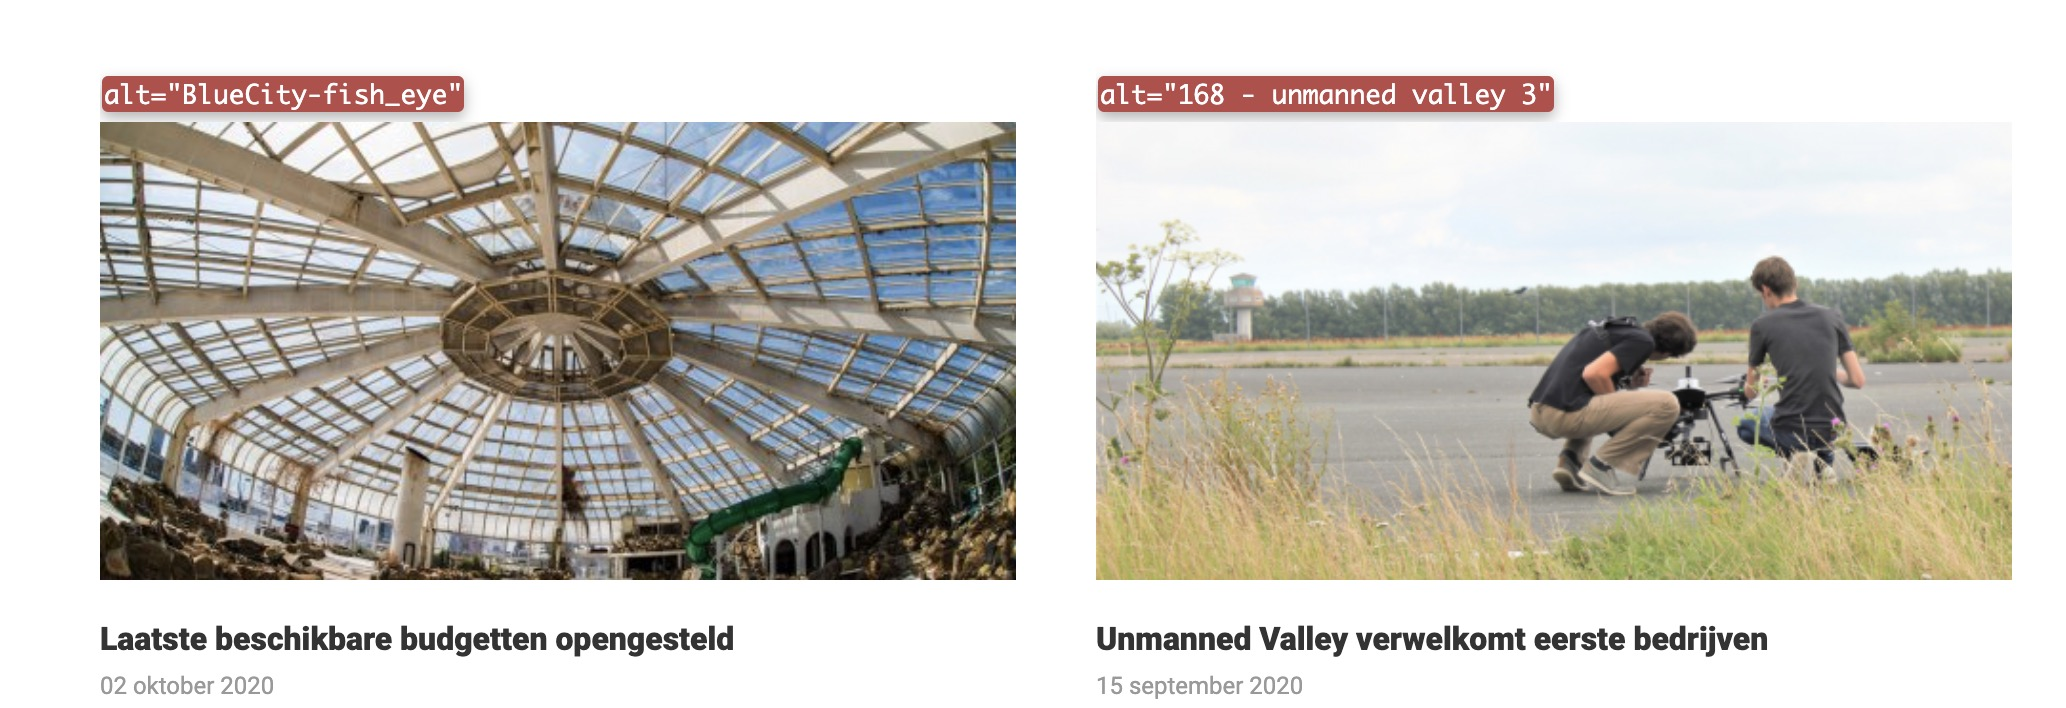 alt="BlueCity-fish_eye"
alt="168 - unmanned valley 3"
Laatste beschikbare budgetten opengesteld
02 oktober 2020
Unmanned Valley verwelkomt eerste bedrijven
15 september 2020